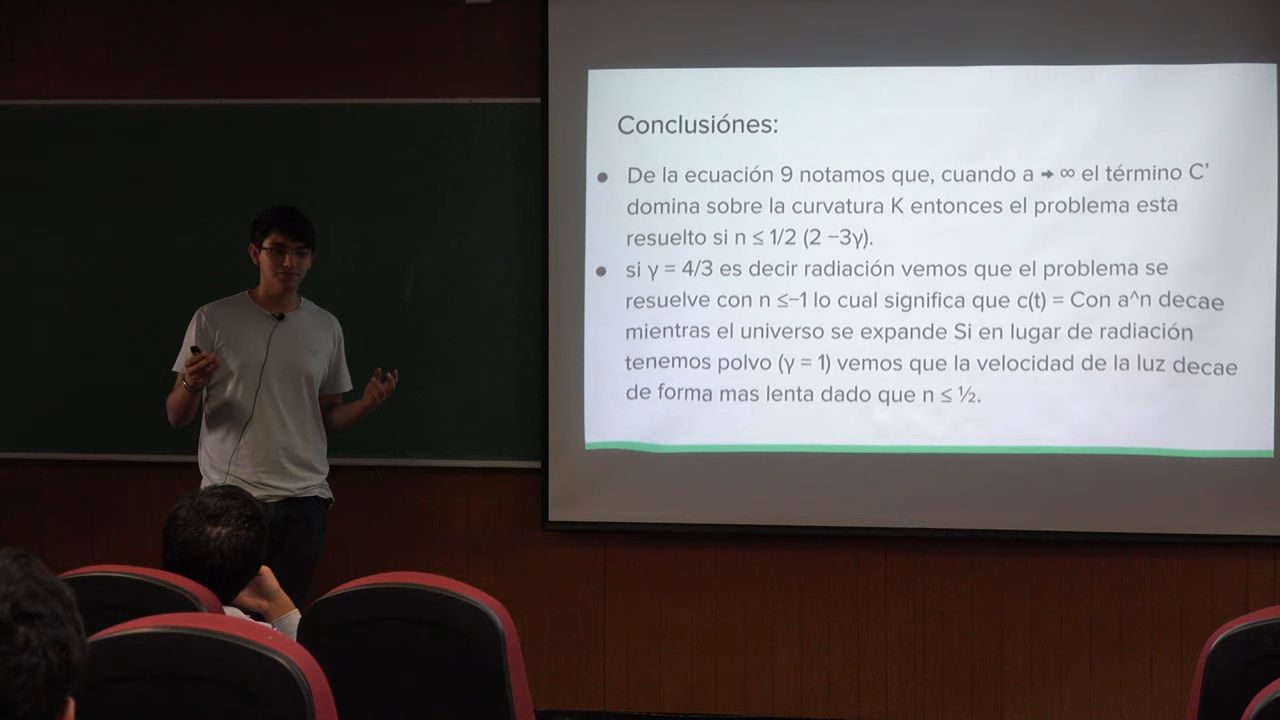 Conclusiónes:
● De la ecuación 9 notamos que, cuando a → ∞ el término C’
domina sobre la curvatura K entonces el problema esta
resuelto si n ≤ 1/2 (2 −3γ).
● si γ = 4/3 es decir radiación vemos que el problema se
resuelve con n ≤−1 lo cual significa que c(t) = Con a^n decae
mientras el universo se expande Si en lugar de radiación
tenemos polvo (γ = 1) vemos que la velocidad de la luz decae
de forma mas lenta dado que n ≤ ½.